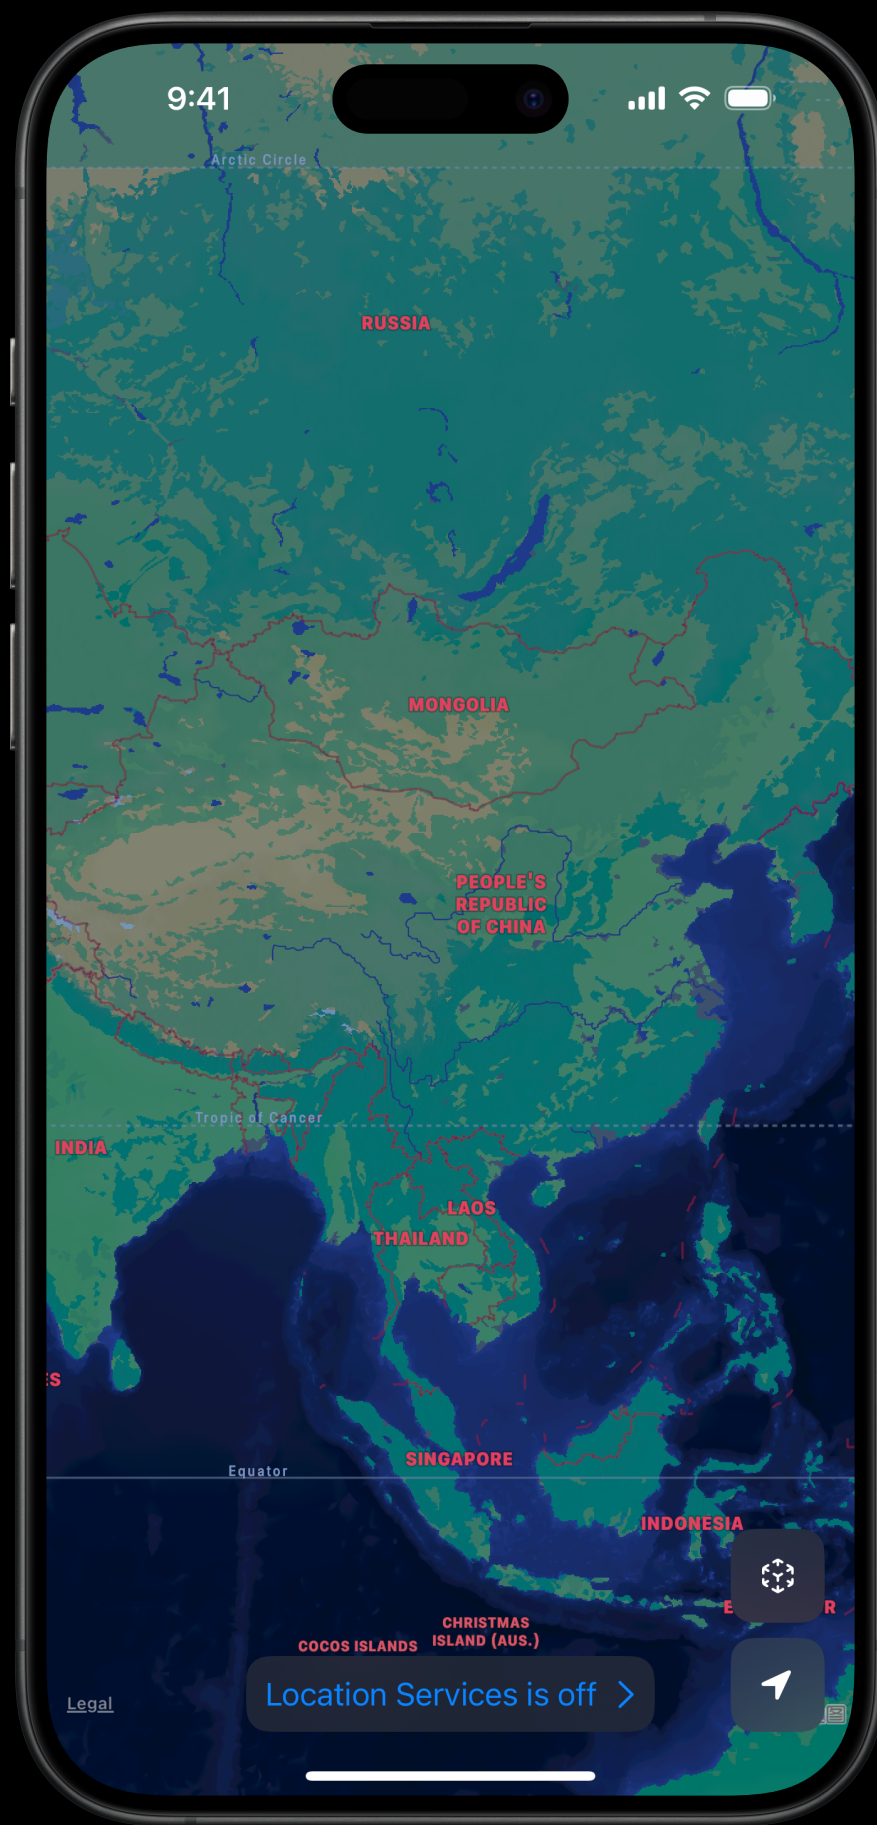 9:41
Arctic Circle
RUSSIA
MONGOLIA
PEOPLE'S
REPUBLIC
OF CHINA
Tropic of Cancer
INDIA
LAOS
THAILAND
ES
SINGAPORE
Equator
INDONESIA
CHRISTMAS
ISLAND (AUS.)
COCOS ISLANDS
Location Services is off
Legal